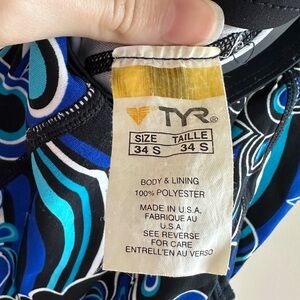 TYR®
SIZE TAILLE
34 S 34 S
BODY & LINING
100% POLYESTER
MADE IN U.S.A.
FABRIQUE AU
U.S.A.
SEE REVERSE
FOR CARE
ENTRELL'EN AU VERSO